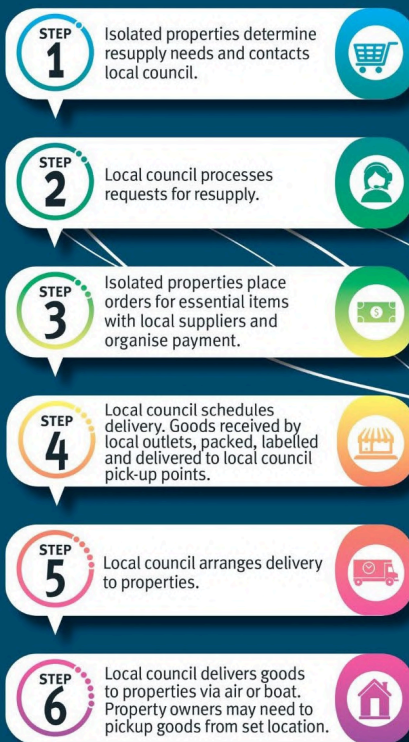 STEP
1
Isolated properties determine
resupply needs and contacts
local council.
STEP
2
Local council processes
requests for resupply.
STEP
3
Isolated properties place
orders for essential items
with local suppliers and
organise payment.
$
STEP
4
Local council schedules
delivery. Goods received by
local outlets, packed, labelled
and delivered to local council
pick-up points.
STEP
5
Local council arranges delivery
to properties.
STEP
6
Local council delivers goods
to properties via air or boat.
Property owners may need to
pickup goods from set location.